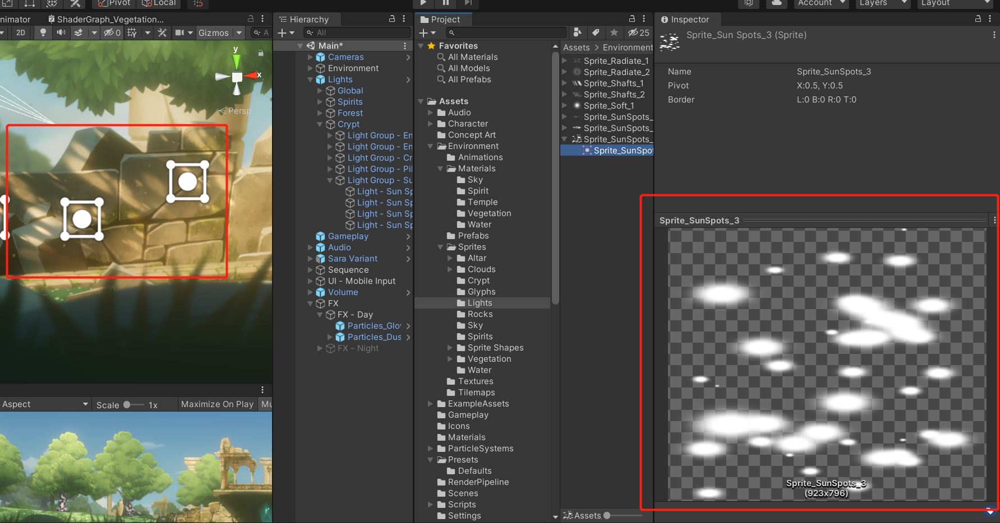 Pivot
Local
Account
Layers
Layout
nimator
ShaderGraph_Vegetation...
2D
0
Gizmos
A
y
x
Persp
Aspect
Scale
1x
Maximize On Play
Mu
Hierarchy
All
Main*
Cameras
Environment
Lights
Global
Spirits
Forest
Crypt
Light Group - En
Light Group - En
Light Group - Cr
Light Group - Pil
Light Group - Su
Light - Sun Sp
Light - Sun Sp
Light - Sun Sp
Light - Sun Sp
Gameplay
Audio
Sara Variant
Sequence
UI - Mobile Input
Volume
FX
FX - Day
Particles_Glo
Particles_Dus
FX - Night
Project
25
Favorites
All Materials
All Models
All Prefabs
Assets
Audio
Character
Concept Art
Environment
Animations
Materials
Sky
Spirit
Temple
Vegetation
Water
Prefabs
Sprites
Altar
Clouds
Crypt
Glyphs
Lights
Rocks
Sky
Spirits
Sprite Shapes
Vegetation
Water
Textures
Tilemaps
ExampleAssets
Gameplay
Icons
Materials
ParticleSystems
Presets
Defaults
RenderPipeline
Scenes
Scripts
Settings
Assets > Environment
Sprite_Radiate_1
Sprite_Radiate_2
Sprite_Shafts_1
Sprite_Shafts_2
Sprite_Soft_1
Sprite_SunSpots_
Sprite_SunSpots_
Sprite_SunSpots_
Sprite_SunSpot
Assets
Inspector
Sprite_Sun Spots_3 (Sprite)
Name Sprite_SunSpots_3
Pivot X:0.5, Y:0.5
Border L:0 B:0 R:0 T:0
Sprite_SunSpots_3
Sprite_SunSpots_3
(923x796)